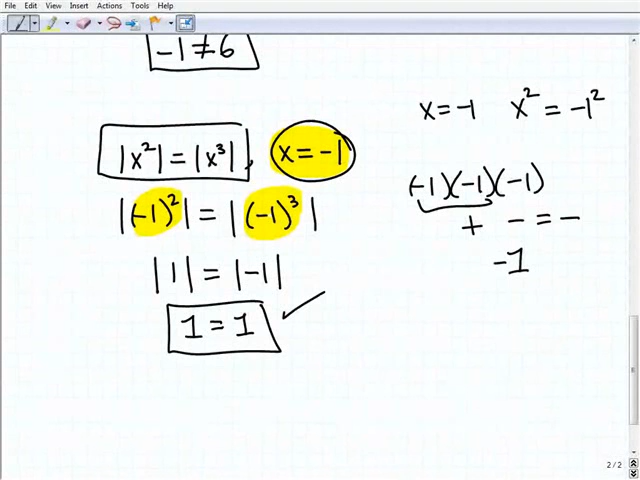 File Edit View Insert Actions Tools Help
-1 ≠ 6
x = -1 x² = -1²
|x²| = |x³|, x = -1
(-1)(-1)(-1)
|(-1)²| = |(-1)³|
+ - = -
-1
|1| = |-1|
1 = 1 ✓
2 / 2